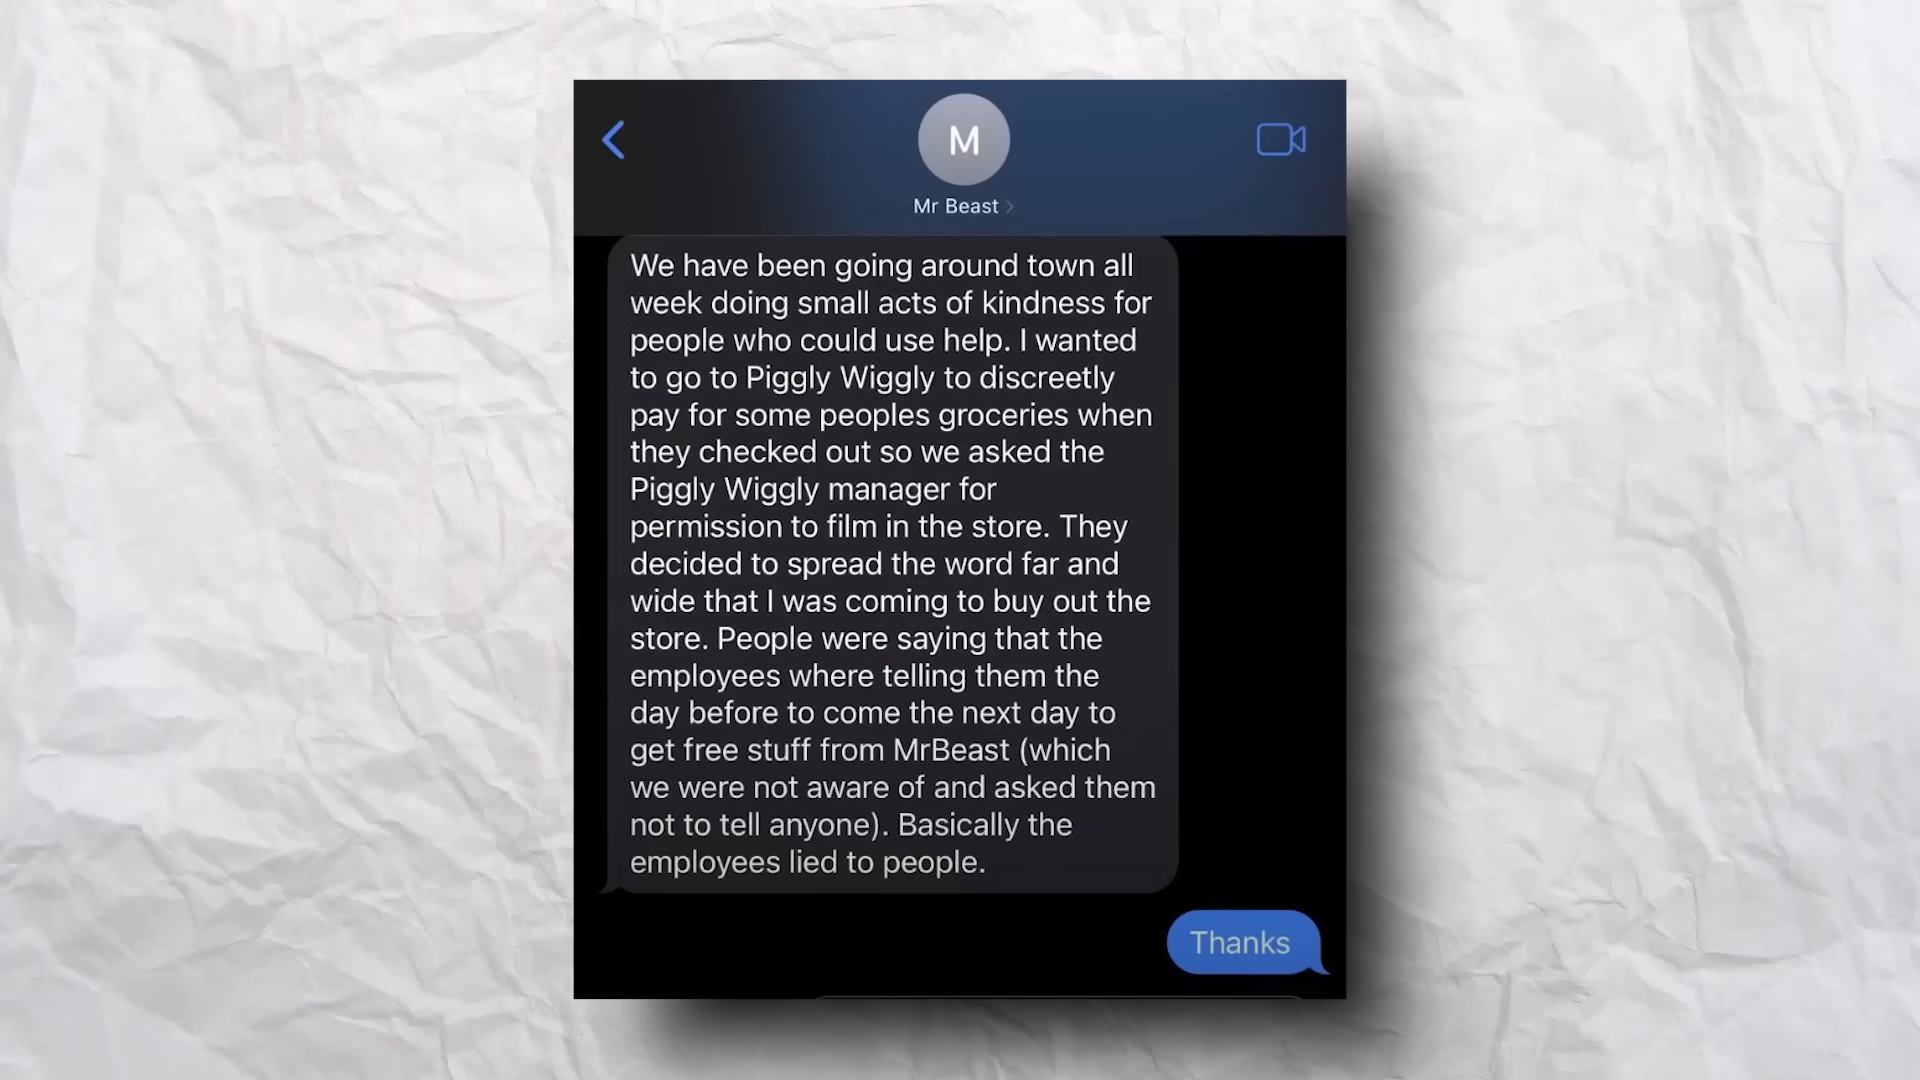 M
Mr Beast
We have been going around town all
week doing small acts of kindness for
people who could use help. I wanted
to go to Piggly Wiggly to discreetly
pay for some peoples groceries when
they checked out so we asked the
Piggly Wiggly manager for
permission to film in the store. They
decided to spread the word far and
wide that I was coming to buy out the
store. People were saying that the
employees where telling them the
day before to come the next day to
get free stuff from MrBeast (which
we were not aware of and asked them
not to tell anyone). Basically the
employees lied to people.
Thanks